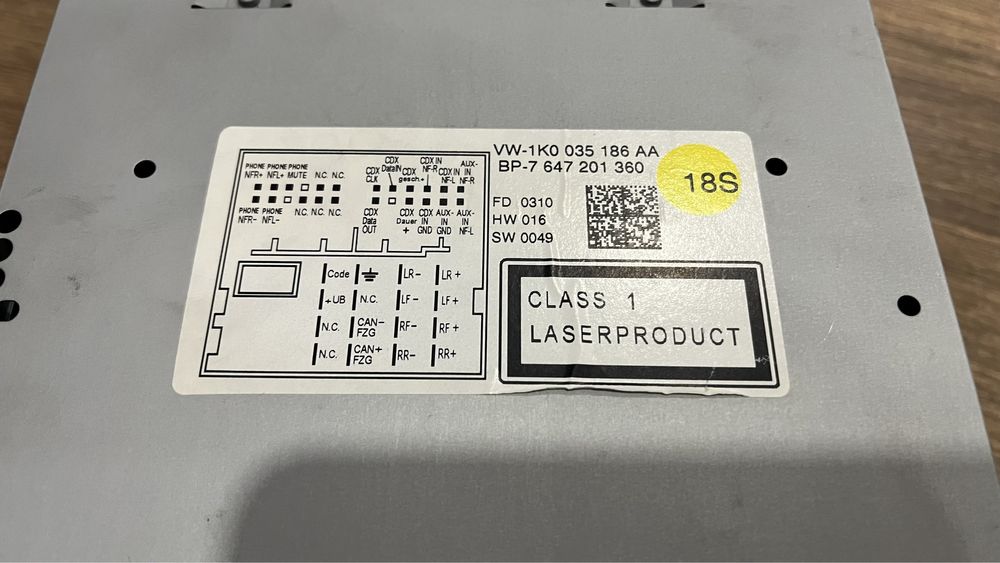 VW-1K0 035 186 AA
BP-7 647 201 360
18S
FD 0310
HW 016
SW 0049
CLASS 1
LASERPRODUCT
PHONE PHONE PHONE
NFR+ NFL+ MUTE N.C. N.C.
PHONE PHONE
NFR- NFL- N.C. N.C. N.C.
CDX CLK
CDX DataIN
CDX gesch.+
CDX IN NF-R
CDX IN NF-L
AUX- IN NF-R
CDX Data OUT
CDX Dauer +
CDX IN GND
AUX- IN GND
AUX- IN NF-L
Code LR- LR+
+UB N.C. LF- LF+
N.C. CAN- FZG RF- RF+
N.C. CAN+ FZG RR- RR+